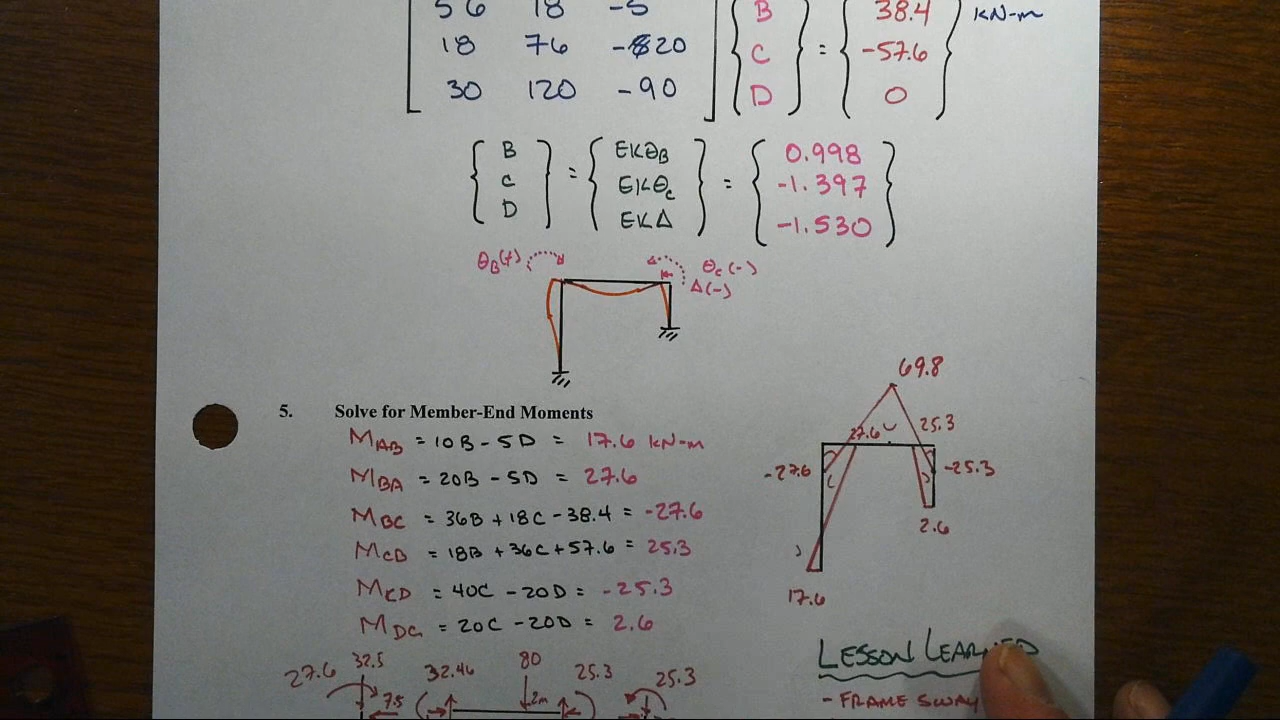 56 18 -5 B 38.4 kN-m
18 76 -20 C = -57.6
30 120 -90 D 0
B EKθB 0.998
C = EKθc = -1.397
D EKΔ -1.530
θB(+) θc(-)
Δ(-)
69.8
27.6 25.3
-27.6 -25.3
2.6
17.6
5. Solve for Member-End Moments
MAB = 10B - 5D = 17.6 kN-m
MBA = 20B - 5D = 27.6
MBC = 36B + 18C - 38.4 = -27.6
MCB = 18B + 36C + 57.6 = 25.3
MCD = 40C - 20D = -25.3
MDC = 20C - 20D = 2.6
27.6 32.5 7.5 32.46 80 2m 25.3 25.3
LESSON LEARNED
- FRAME SWAY